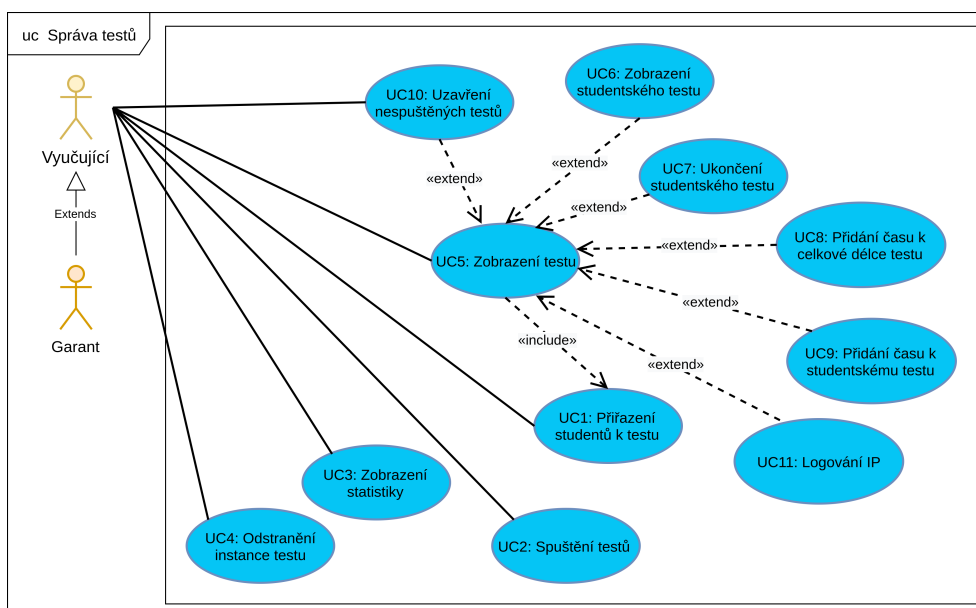 uc  Správa testů
Vyučující
Extends
Garant
UC10: Uzavření
nespuštěných testů
UC6: Zobrazení
studentského testu
«extend»
«extend»
UC7: Ukončení
studentského testu
«extend»
UC5: Zobrazení testu
«extend»
UC8: Přidání času k
celkové délce testu
«extend»
UC9: Přidání času k
studentskému testu
«include»
«extend»
UC1: Přiřazení
studentů k testu
UC11: Logování IP
UC3: Zobrazení
statistiky
UC4: Odstranění
instance testu
UC2: Spuštění testů